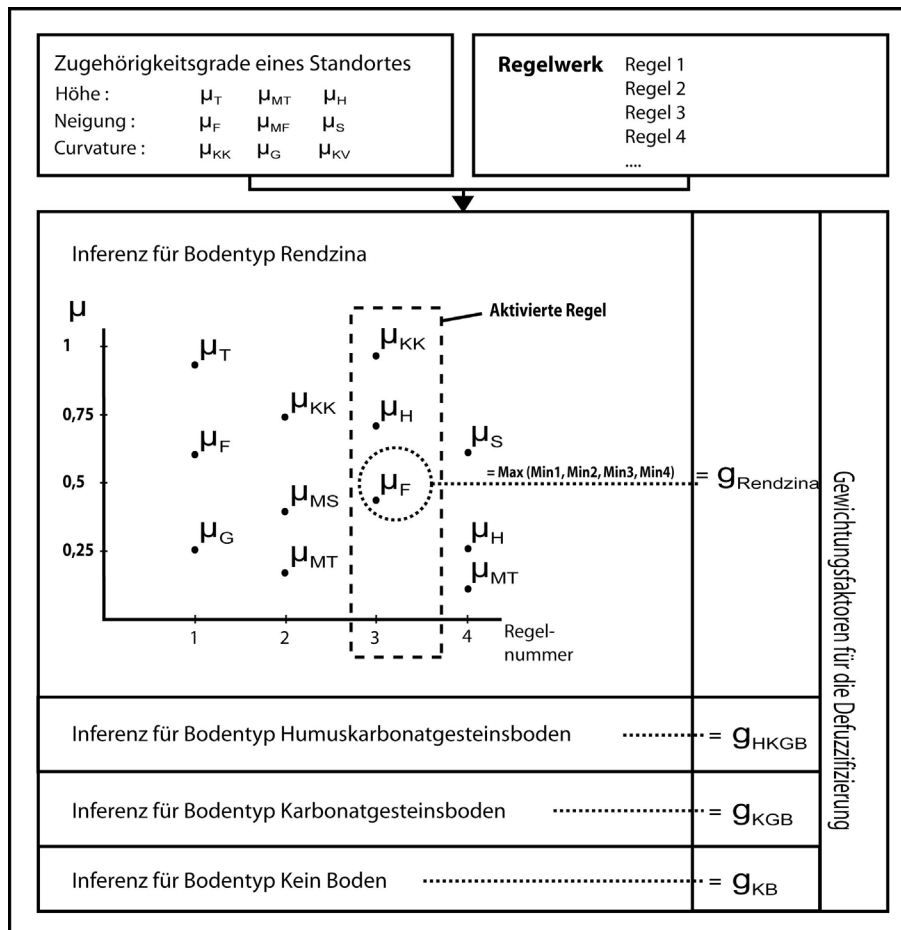 Zugehörigkeitsgrade eines Standortes
Höhe : μT μMT μH
Neigung : μF μMF μS
Curvature : μKK μG μKV
Regelwerk Regel 1
Regel 2
Regel 3
Regel 4
....
Inferenz für Bodentyp Rendzina
μ
Aktivierte Regel
1
0,75
0,5
0,25
μT
μF
μG
μKK
μMS
μMT
μKK
μH
μF
μS
μH
μMT
= Max (Min1, Min2, Min3, Min4)
= gRendzina
1 2 3 4
Regel-
nummer
Inferenz für Bodentyp Humuskarbonatgesteinsboden = gHKGB
Inferenz für Bodentyp Karbonatgesteinsboden = gKGB
Inferenz für Bodentyp Kein Boden = gKB
Gewichtungsfaktoren für die Defuzzifizierung